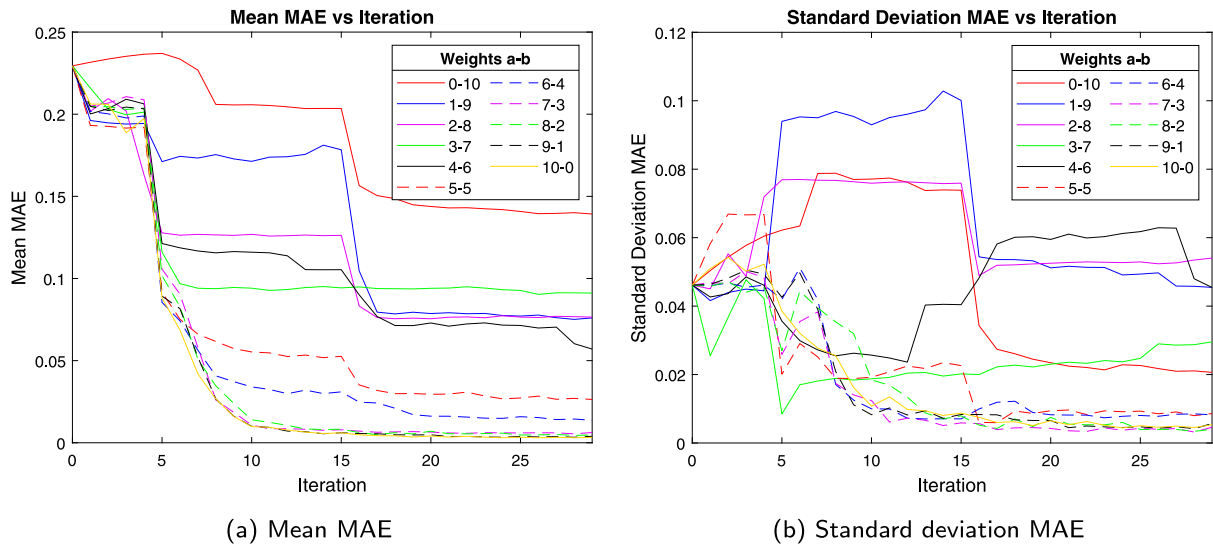 Mean MAE vs Iteration
0.25
0.2
0.15
0.1
0.05
0
Mean MAE
0 5 10 15 20 25
Iteration
Weights a-b
0-10 6-4
1-9 7-3
2-8 8-2
3-7 9-1
4-6 10-0
5-5
(a) Mean MAE
Standard Deviation MAE vs Iteration
0.12
0.1
0.08
0.06
0.04
0.02
0
Standard Deviation MAE
0 5 10 15 20 25
Iteration
Weights a-b
0-10 6-4
1-9 7-3
2-8 8-2
3-7 9-1
4-6 10-0
5-5
(b) Standard deviation MAE